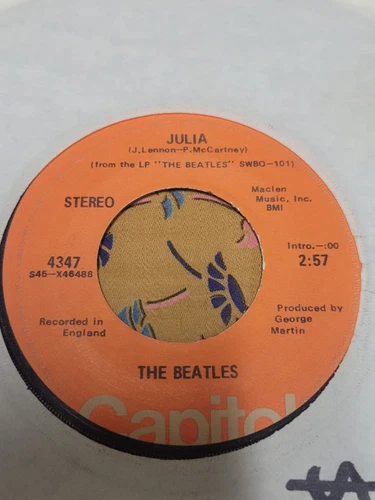 JULIA
(J. Lennon-P. McCartney)
(from the LP "THE BEATLES" SWBO-101)
STEREO
Maclen
Music, Inc.
BMI
4347
S45-X46488
Intro.-:00
2:57
Recorded in
England
Produced by
George
Martin
THE BEATLES
Capitol